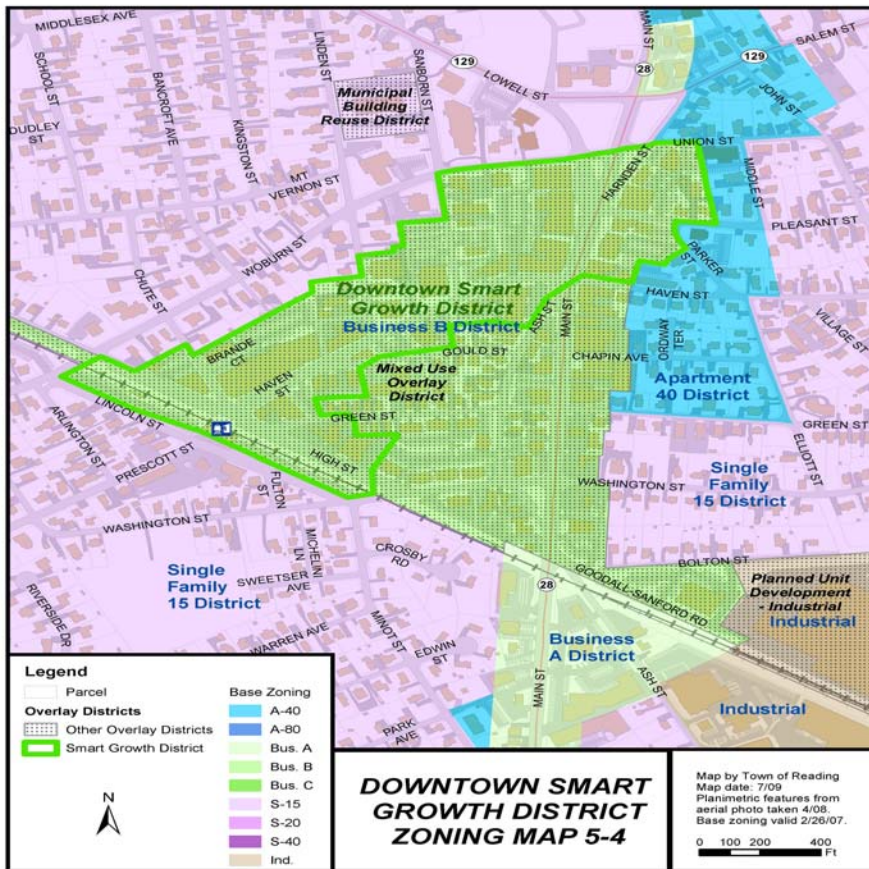 MIDDLESEX AVE
SCHOOL ST
BANCROFT AVE
KINGSTON ST
LINDEN ST
SANBORN ST
129
LOWELL ST
MAIN ST
28
129
SALEM ST
JOHN ST
DUDLEY
ST
Municipal
Building
Reuse District
MT
VERNON ST
WOBURN ST
CHUTE ST
HARNDEN ST
UNION ST
MIDDLE ST
PLEASANT ST
PARKER
ST
HAVEN ST
VILLAGE ST
ORDWAY
TER
Downtown Smart
Growth District
Business B District
ASH ST
MAIN ST
BRANDE
CT
HAVEN
ST
GOULD ST
CHAPIN AVE
Mixed Use
Overlay
District
Apartment
40 District
GREEN ST
GREEN ST
ELLIOTT ST
LINCOLN ST
ARLINGTON ST
PRESCOTT ST
HIGH ST
FULTON
ST
WASHINGTON ST
WASHINGTON ST
Single
Family
15 District
MICHELINI
LN
CROSBY
RD
Single
Family
15 District
SWEETSER
AVE
RIVERSIDE DR
WARREN AVE
MINOT ST
EDWIN
ST
PARK
AVE
28
GOODALL-SANFORD RD
BOLTON ST
Planned Unit
Development
- Industrial
Industrial
Business
A District
MAIN ST
ASH ST
Industrial
Legend
Parcel
Overlay Districts
Other Overlay Districts
Smart Growth District
N
Base Zoning
A-40
A-80
Bus. A
Bus. B
Bus. C
S-15
S-20
S-40
Ind.
DOWNTOWN SMART
GROWTH DISTRICT
ZONING MAP 5-4
Map by Town of Reading
Map date: 7/09
Planimetric features from
aerial photo taken 4/08.
Base zoning valid 2/26/07.
0 100 200 400
Ft